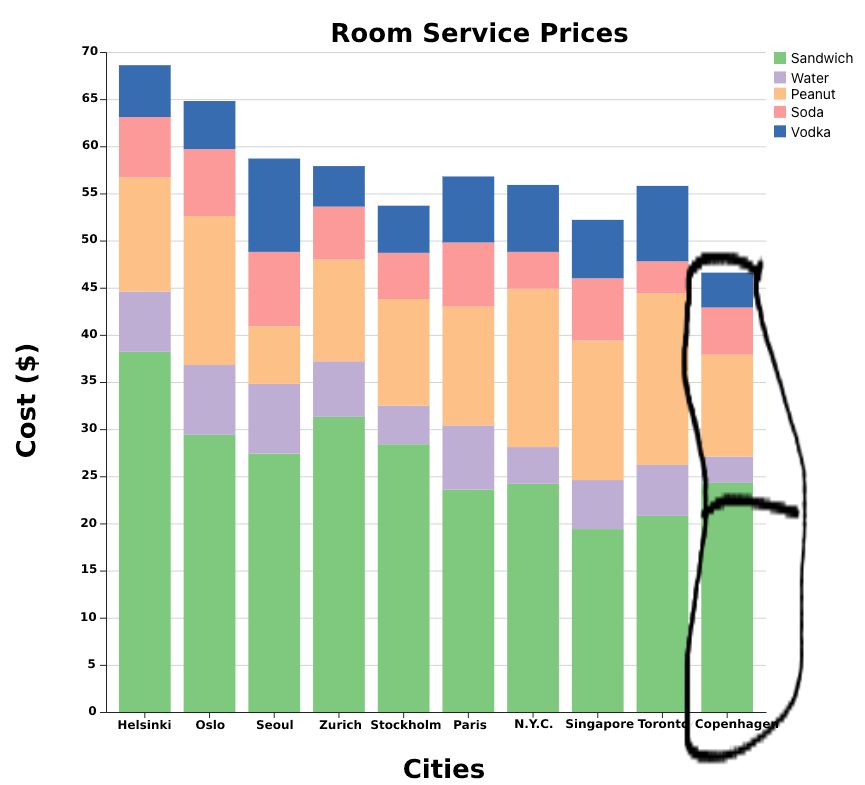 Room Service Prices
70
65
60
55
50
45
40
35
30
25
20
15
10
5
0
Cost ($)
Sandwich
Water
Peanut
Soda
Vodka
Helsinki Oslo Seoul Zurich Stockholm Paris N.Y.C. Singapore Toronto Copenhagen
Cities